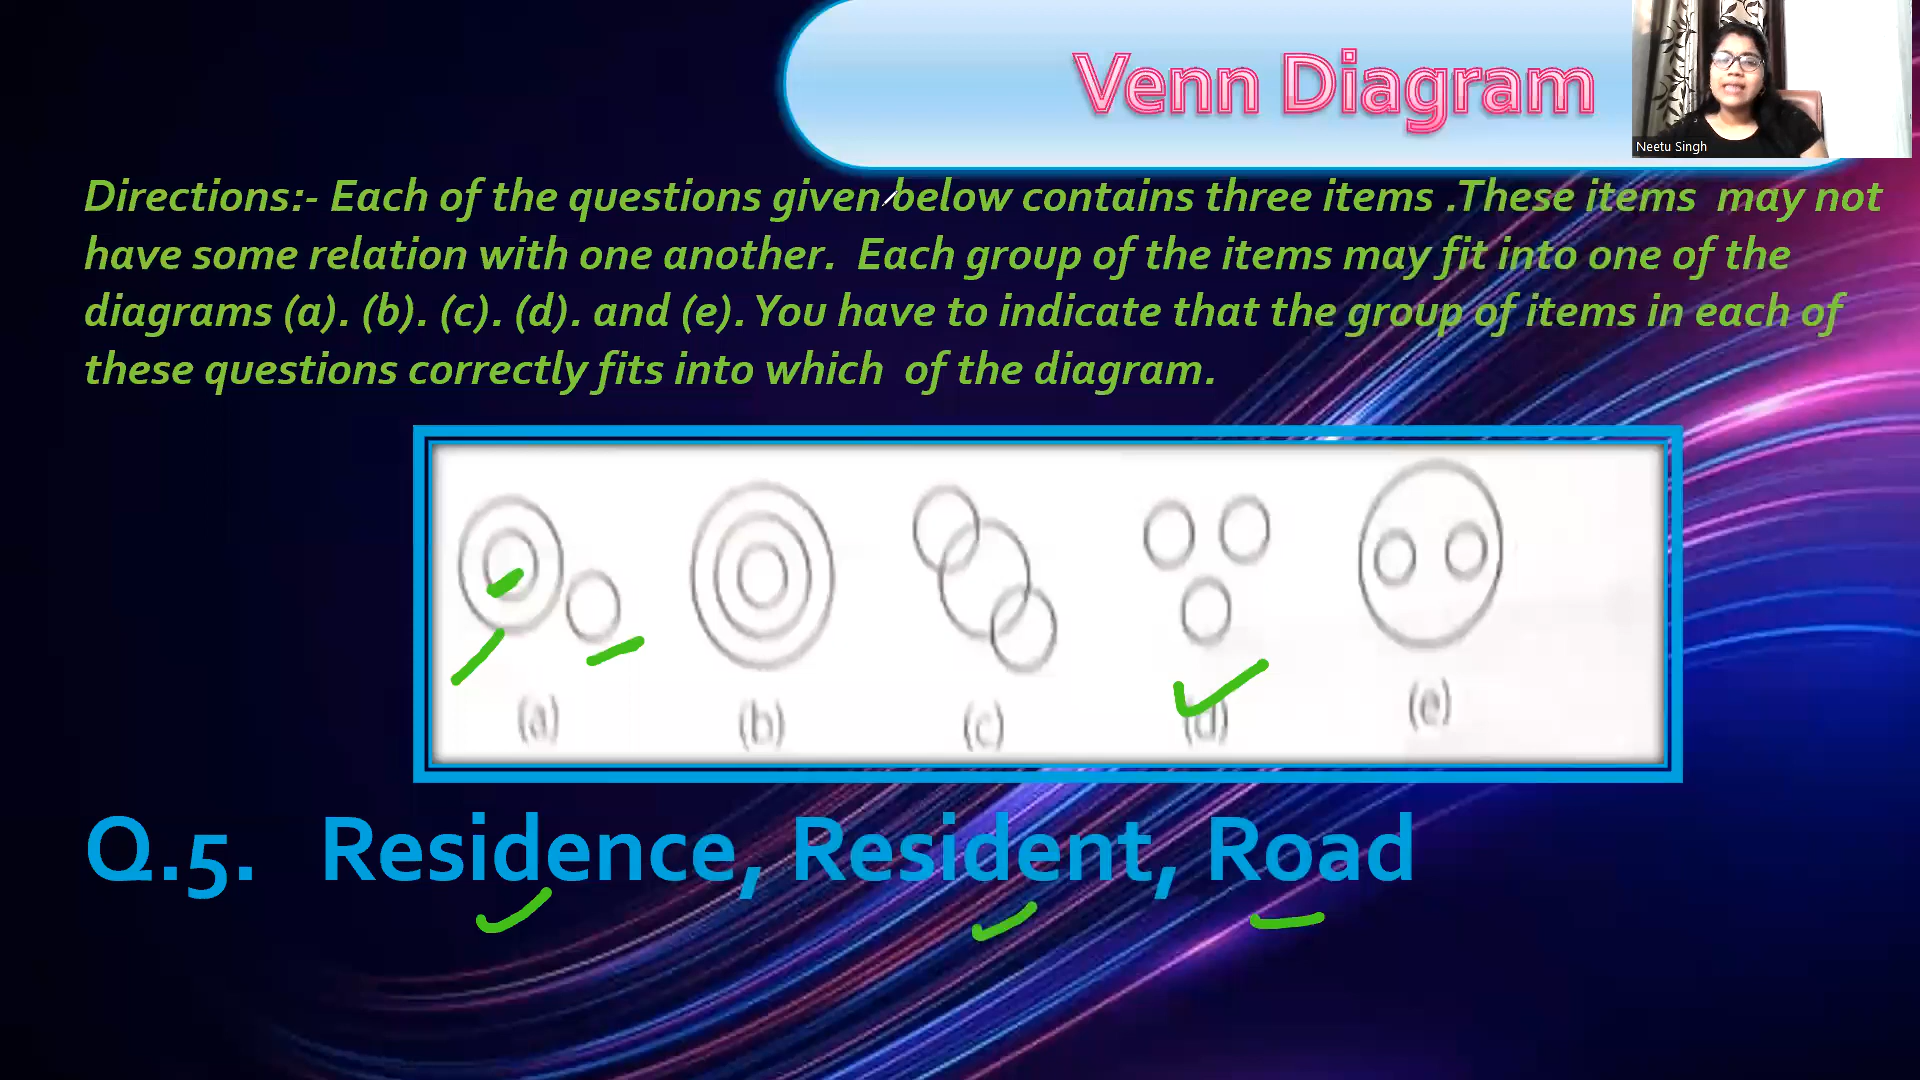 Venn Diagram
Neetu Singh
Directions:- Each of the questions given below contains three items .These items may not
have some relation with one another. Each group of the items may fit into one of the
diagrams (a). (b). (c). (d). and (e). You have to indicate that the group of items in each of
these questions correctly fits into which of the diagram.
(a) (b) (c) (d) (e)
Q.5. Residence, Resident, Road